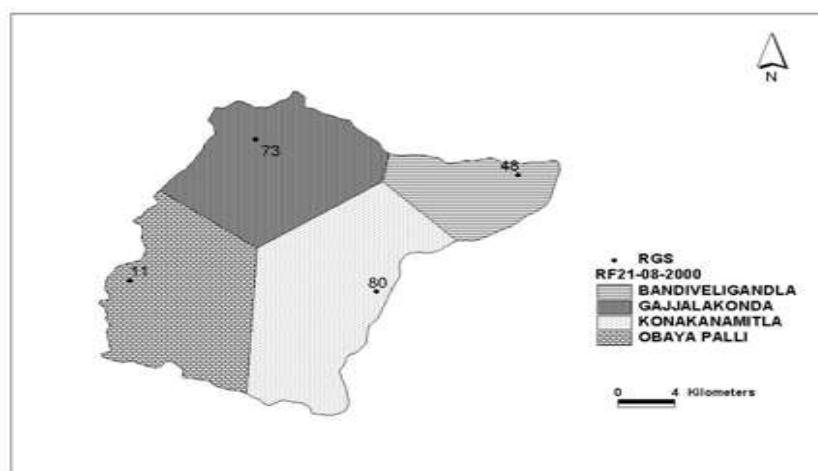 N
73
48
11
80
RGS
RF21-08-2000
BANDIVELIGANDLA
GAJJALAKONDA
KONAKANAMITLA
OBAYA PALLI
0 4 Kilometers